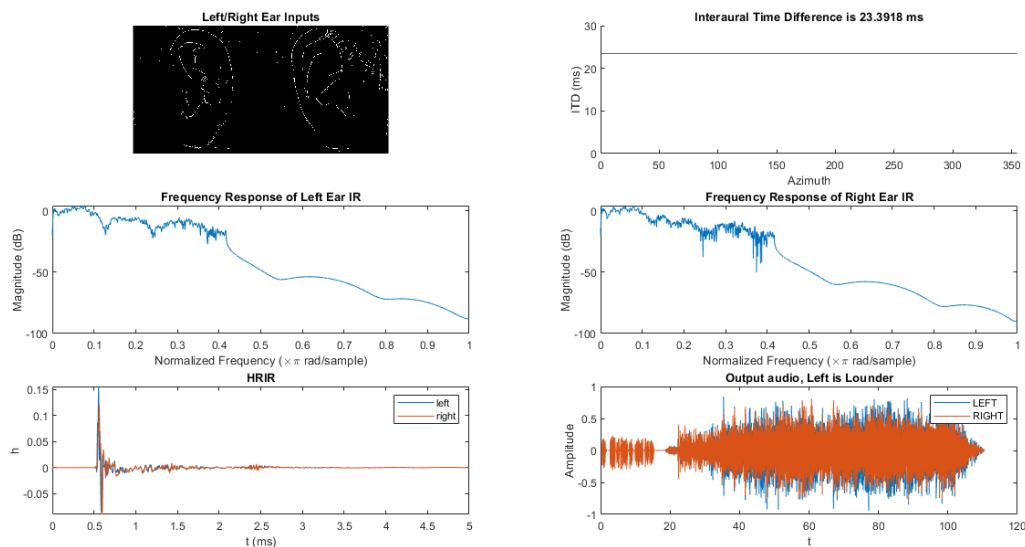 Left/Right Ear Inputs
Interaural Time Difference is 23.3918 ms
30
20
10
0
ITD (ms)
0 50 100 150 200 250 300 350
Azimuth
Frequency Response of Left Ear IR
0
-50
-100
Magnitude (dB)
0 0.1 0.2 0.3 0.4 0.5 0.6 0.7 0.8 0.9 1
Normalized Frequency (×π rad/sample)
Frequency Response of Right Ear IR
0
-50
-100
Magnitude (dB)
0 0.1 0.2 0.3 0.4 0.5 0.6 0.7 0.8 0.9 1
Normalized Frequency (×π rad/sample)
HRIR
0.15
0.1
0.05
0
-0.05
h
left
right
0 0.5 1 1.5 2 2.5 3 3.5 4 4.5 5
t (ms)
Output audio, Left is Lounder
1
0.5
0
-0.5
-1
Amplitude
LEFT
RIGHT
0 20 40 60 80 100 120
t